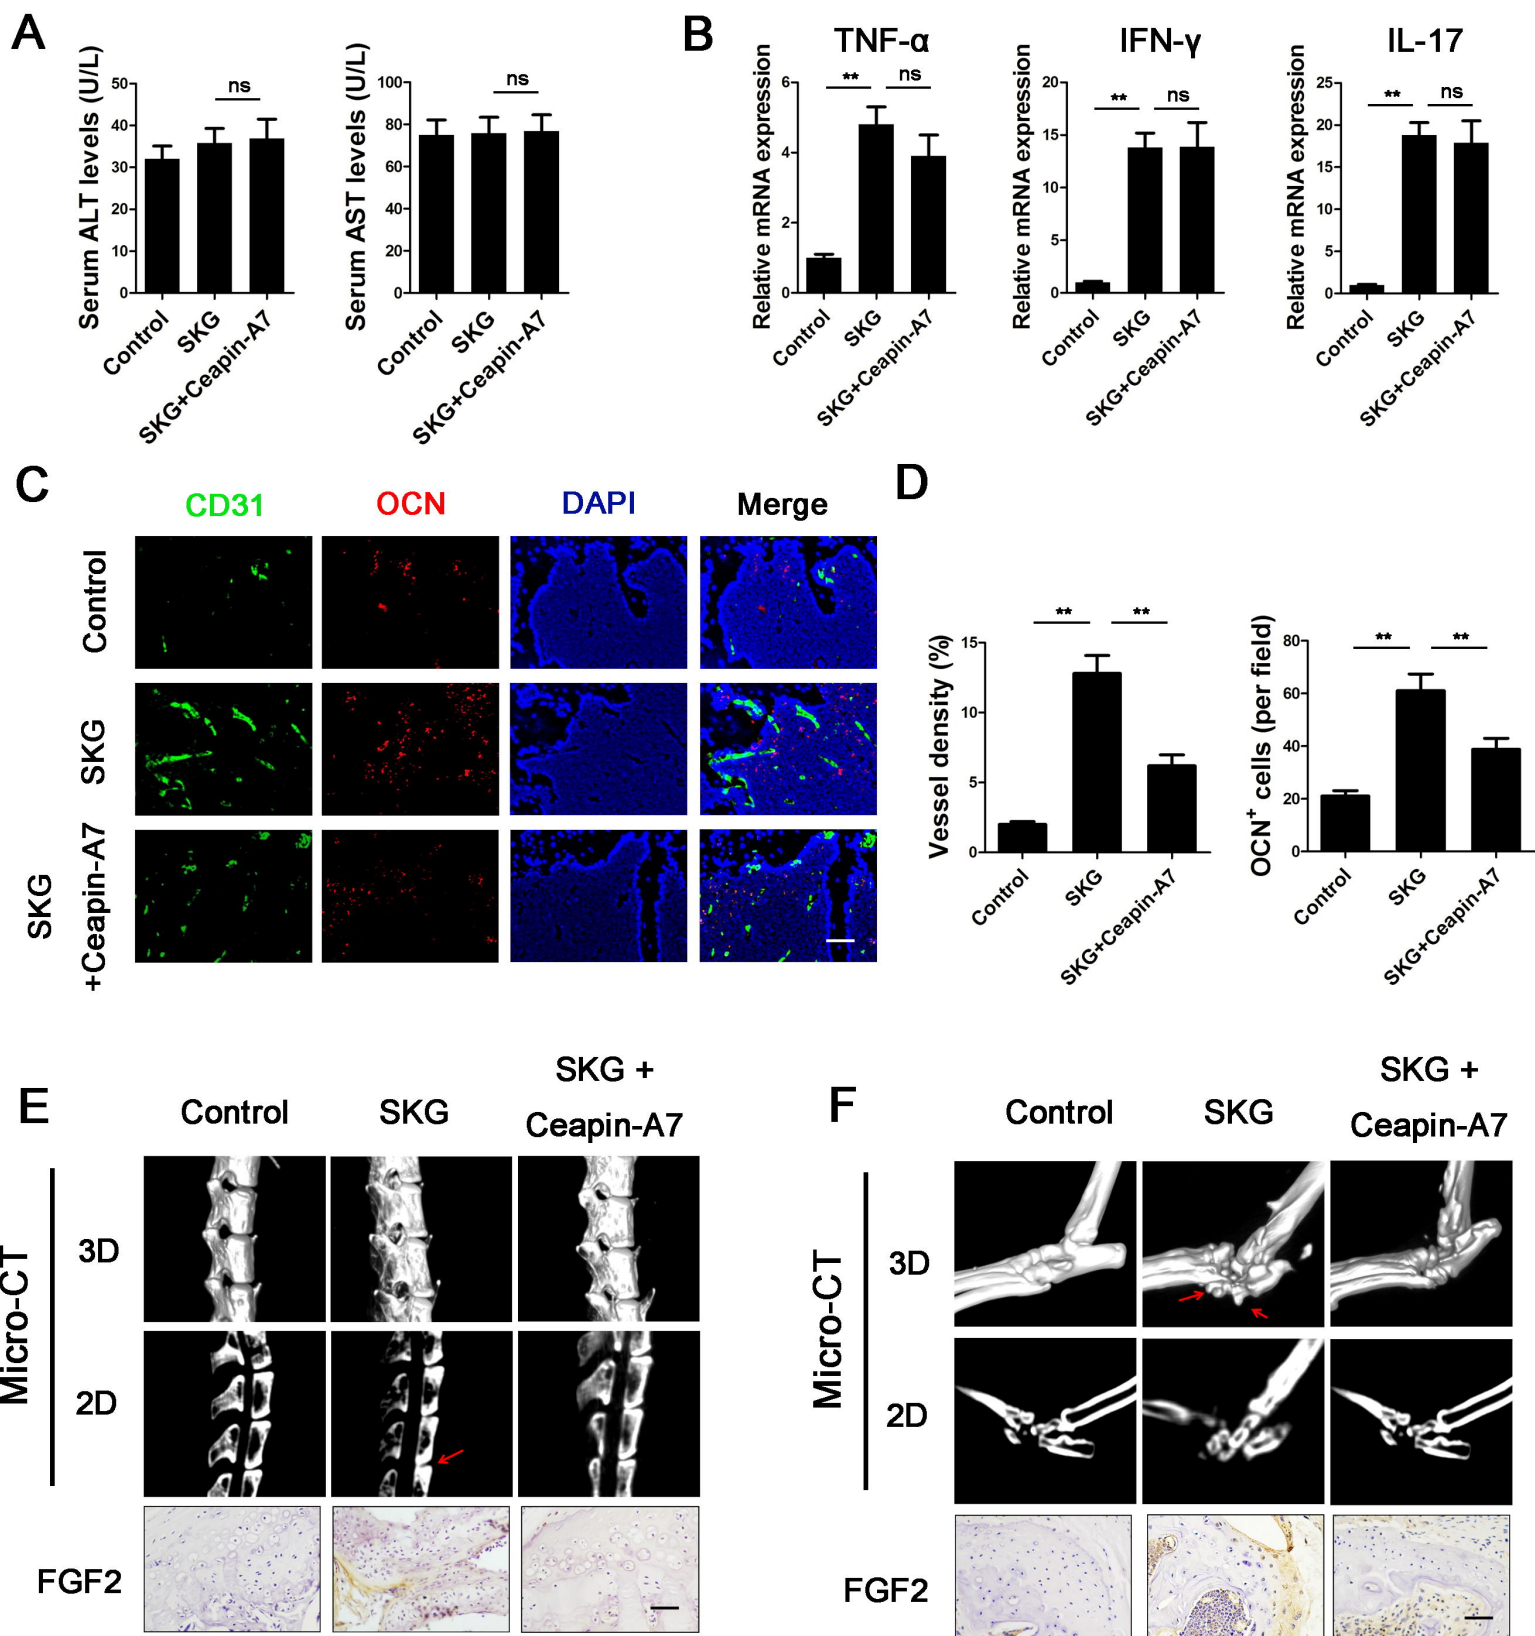 A
Serum ALT levels (U/L)
50
40
30
20
10
0
ns
Control
SKG
SKG+Ceapin-A7
Serum AST levels (U/L)
100
80
60
40
20
0
ns
Control
SKG
SKG+Ceapin-A7
B
TNF-α
Relative mRNA expression
6
4
2
0
**
ns
Control
SKG
SKG+Ceapin-A7
IFN-γ
Relative mRNA expression
20
15
10
5
0
**
ns
Control
SKG
SKG+Ceapin-A7
IL-17
Relative mRNA expression
25
20
15
10
5
0
**
ns
Control
SKG
SKG+Ceapin-A7
C
CD31
OCN
DAPI
Merge
Control
SKG
SKG
+Ceapin-A7
D
Vessel density (%)
15
10
5
0
**
**
Control
SKG
SKG+Ceapin-A7
OCN+ cells (per field)
80
60
40
20
0
**
**
Control
SKG
SKG+Ceapin-A7
E
Control
SKG
SKG +
Ceapin-A7
Micro-CT
3D
2D
FGF2
F
Control
SKG
SKG +
Ceapin-A7
Micro-CT
3D
2D
FGF2